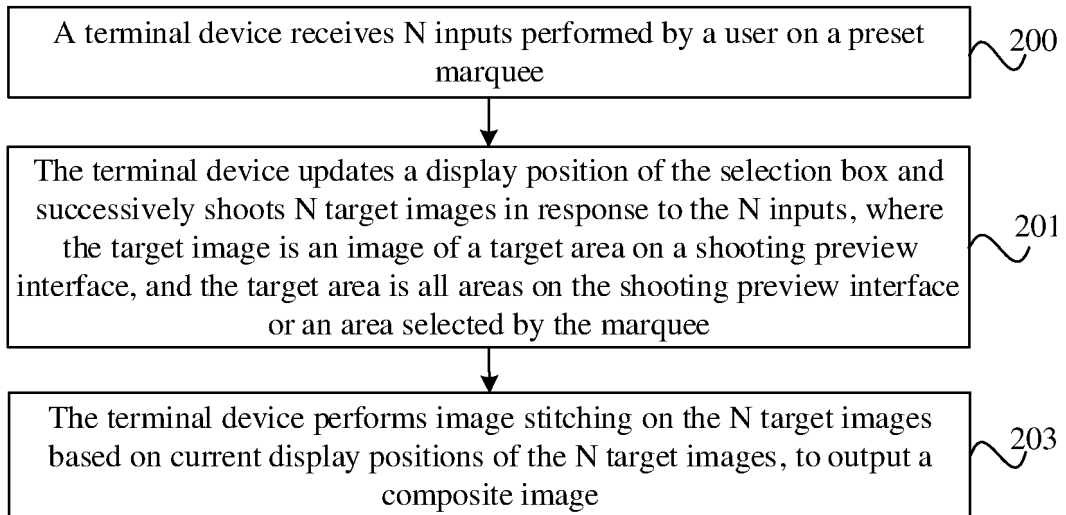 A terminal device receives N inputs performed by a user on a preset
marquee
200
The terminal device updates a display position of the selection box and
successively shoots N target images in response to the N inputs, where
the target image is an image of a target area on a shooting preview
interface, and the target area is all areas on the shooting preview interface
or an area selected by the marquee
201
The terminal device performs image stitching on the N target images
based on current display positions of the N target images, to output a
composite image
203